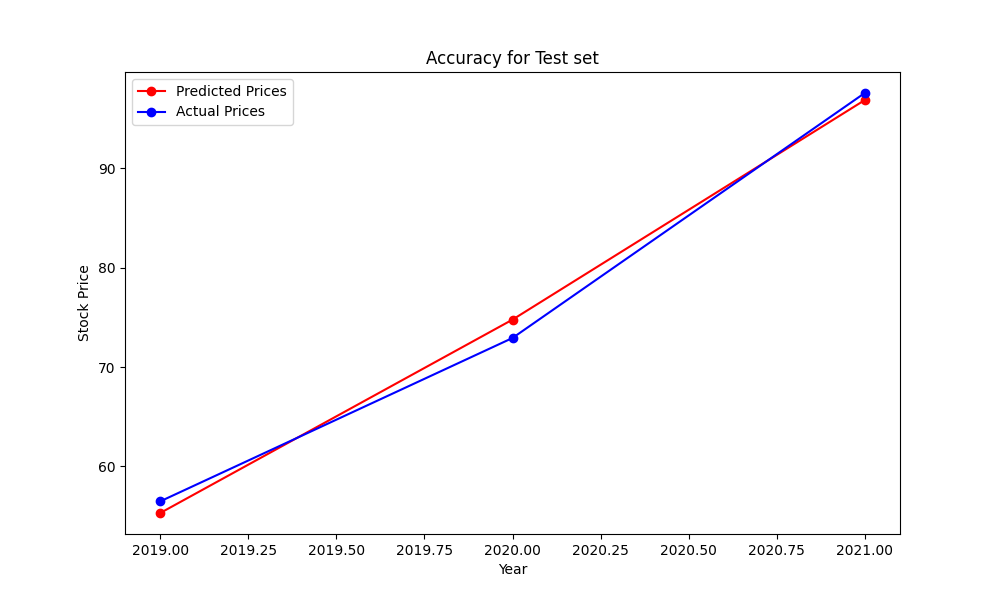 Accuracy for Test set
Predicted Prices
Actual Prices
90
80
70
60
Stock Price
2019.00 2019.25 2019.50 2019.75 2020.00 2020.25 2020.50 2020.75 2021.00
Year